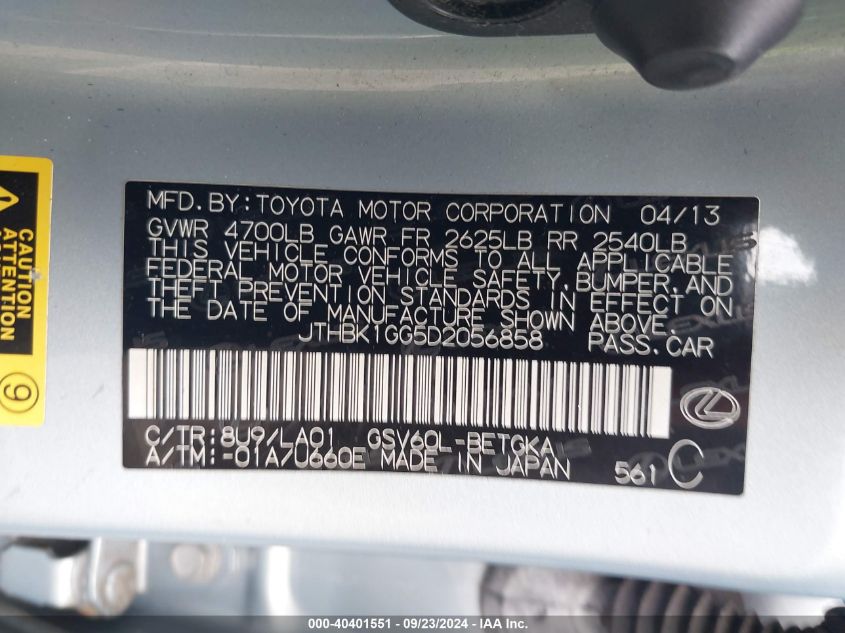 MFD.BY:TOYOTA MOTOR CORPORATION 04/13
GVWR 4700LB GAWR FR 2625LB RR 2540LB
THIS VEHICLE CONFORMS TO ALL APPLICABLE
FEDERAL MOTOR VEHICLE SAFETY,BUMPER,AND
THEFT PREVENTION STANDARDS IN EFFECT ON
THE DATE OF MANUFACTURE SHOWN ABOVE.
JTHBK1GG5D2056858 PASS.CAR
C/TR:8U9/LA01 GSV60L-BETGKA
A/TM:-01A/U660E MADE IN JAPAN 561 C
CAUTION
ATTENTION
9
000-40401551 / 09/23/2024 - IAA Inc.